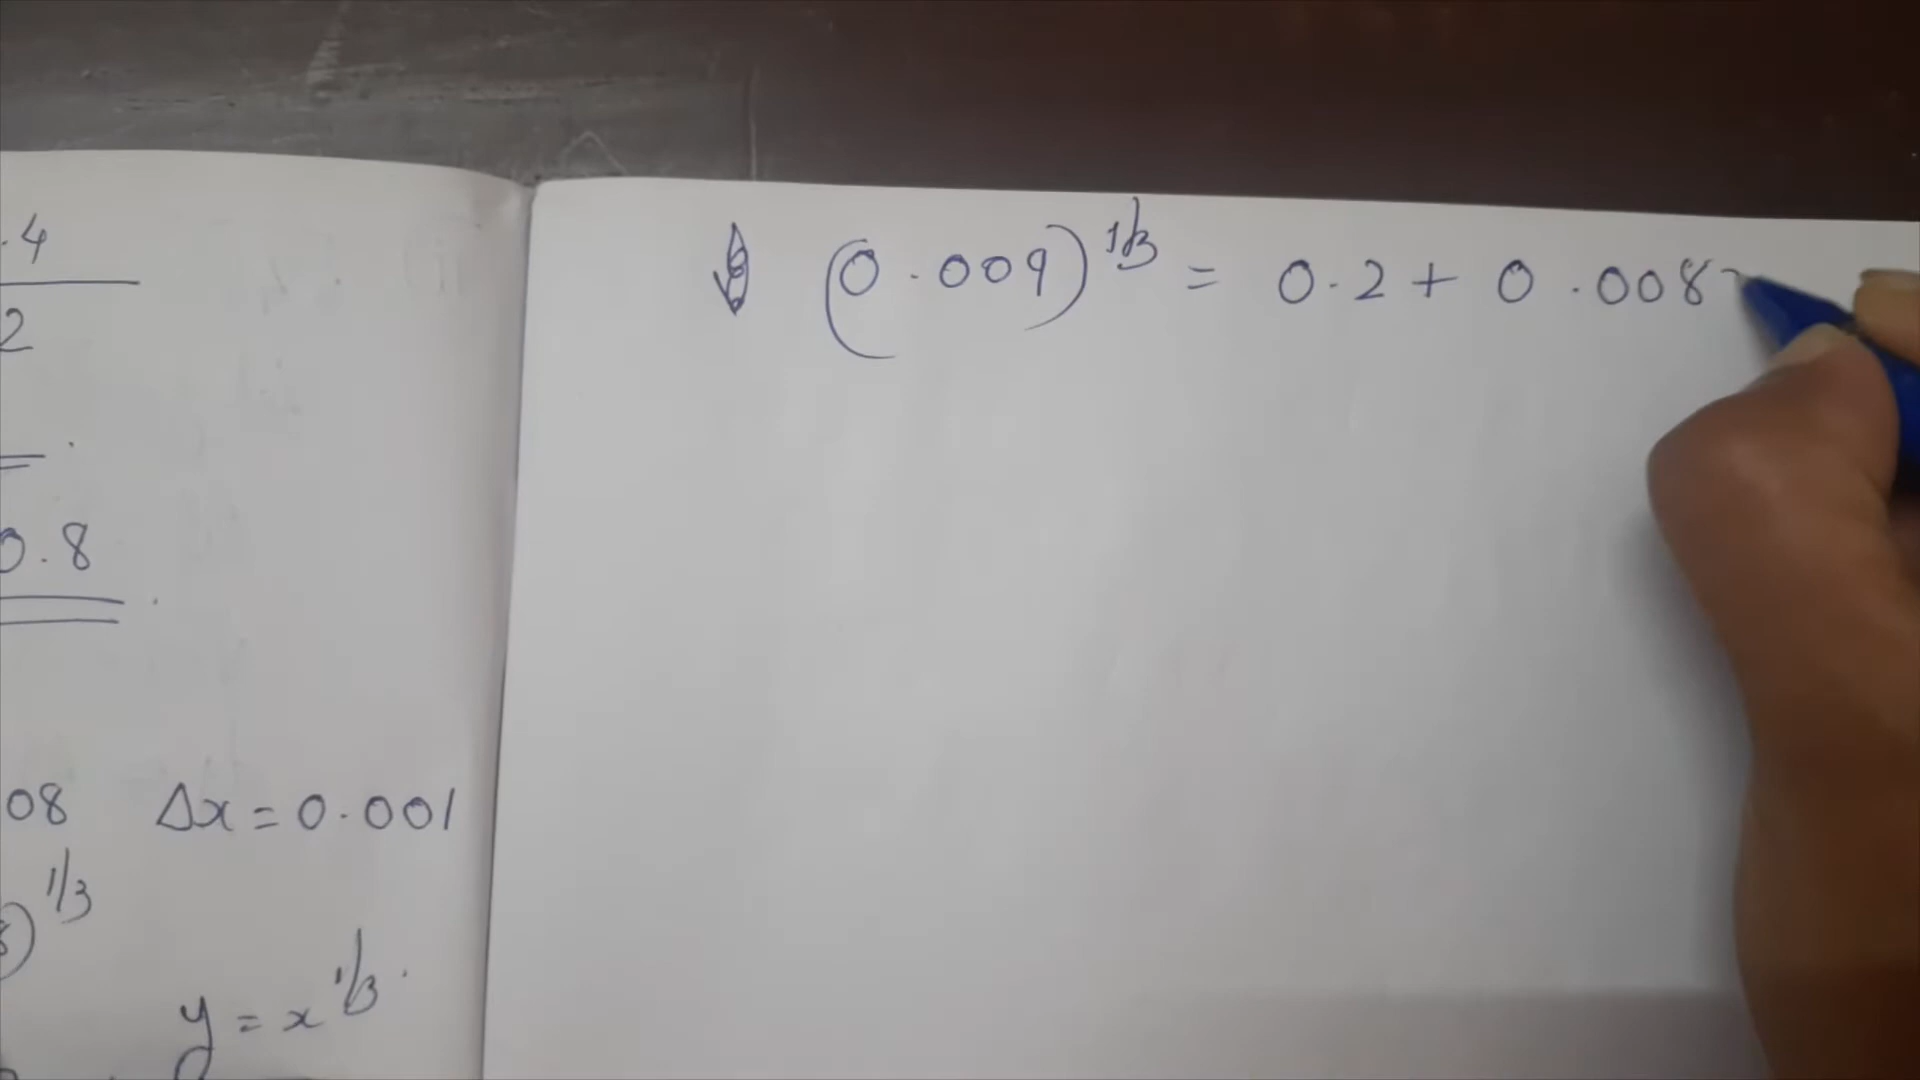 .4
2
0.8
08 Δx = 0.001
)^1/3
y = x^1/3.
(0.009)^1/3 = 0.2 + 0.008